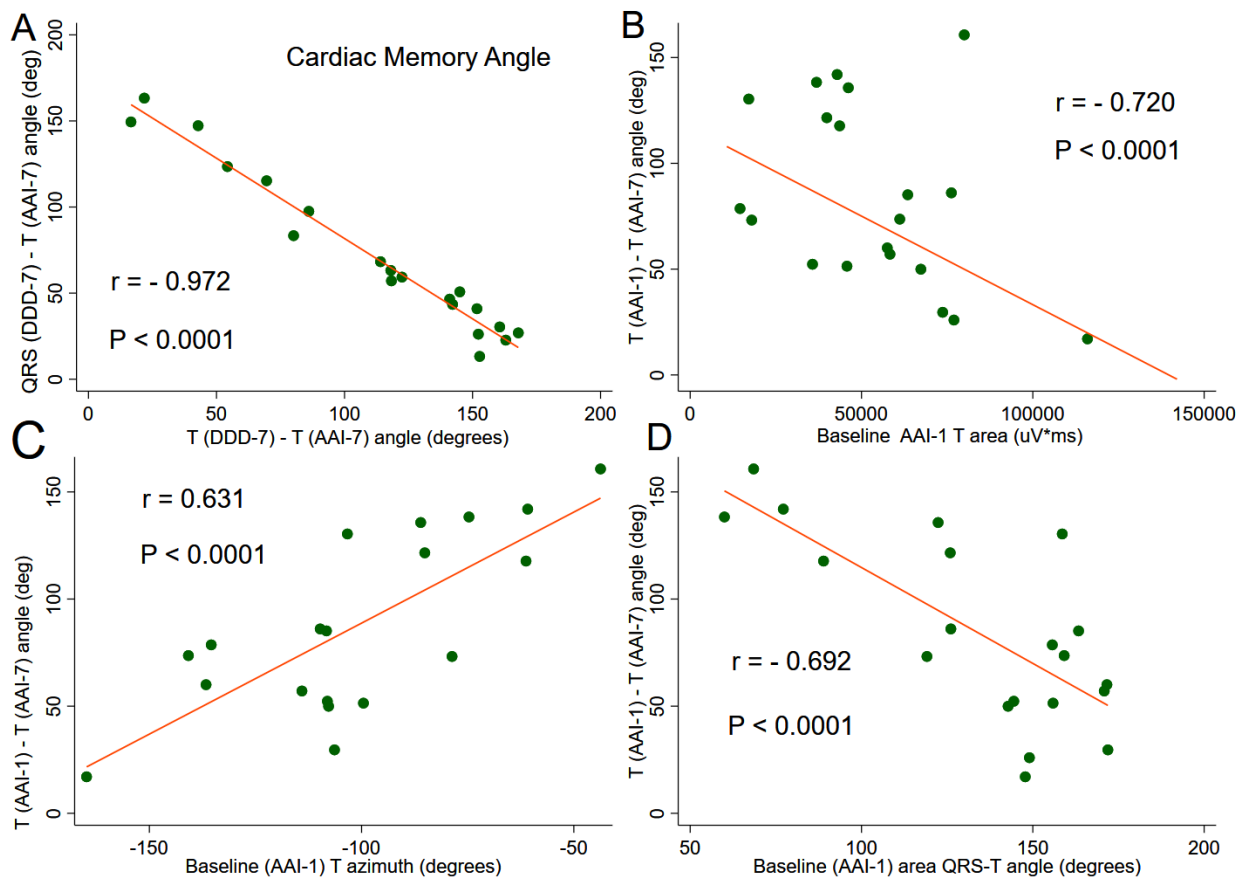 A
Cardiac Memory Angle
QRS (DDD-7) - T (AAI-7) angle (deg)
200
150
100
50
0
r = - 0.972
P < 0.0001
0 50 100 150 200
T (DDD-7) - T (AAI-7) angle (degrees)
B
T (AAI-1) - T (AAI-7) angle (deg)
150
100
50
0
r = - 0.720
P < 0.0001
0 50000 100000 150000
Baseline AAI-1 T area (uV*ms)
C
T (AAI-1) - T (AAI-7) angle (deg)
150
100
50
0
r = 0.631
P < 0.0001
-150 -100 -50
Baseline (AAI-1) T azimuth (degrees)
D
T (AAI-1) - T (AAI-7) angle (deg)
150
100
50
0
r = - 0.692
P < 0.0001
50 100 150 200
Baseline (AAI-1) area QRS-T angle (degrees)